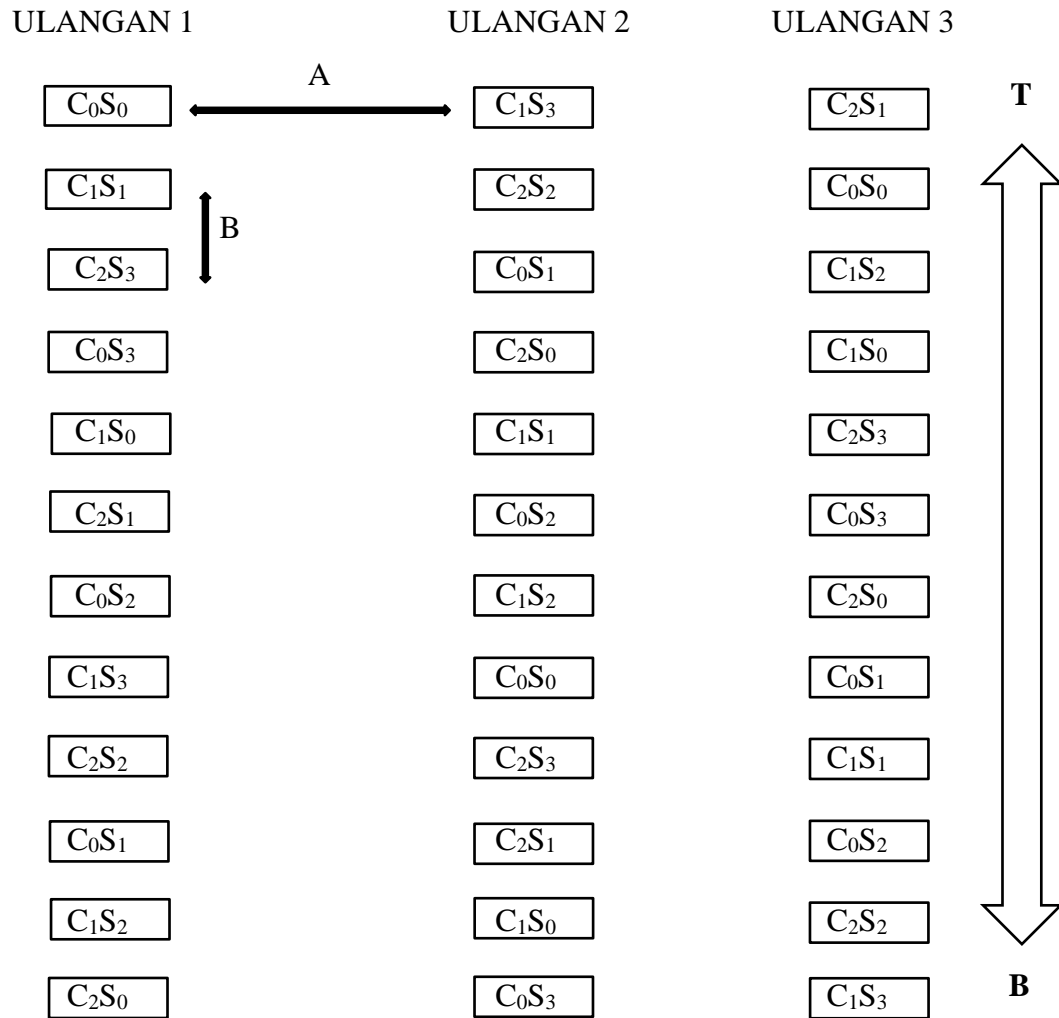 ULANGAN 1 ULANGAN 2 ULANGAN 3
A
C₀S₀ C₁S₃ C₂S₁ T
C₁S₁ C₂S₂ C₀S₀
B
C₂S₃ C₀S₁ C₁S₂
C₀S₃ C₂S₀ C₁S₀
C₁S₀ C₁S₁ C₂S₃
C₂S₁ C₀S₂ C₀S₃
C₀S₂ C₁S₂ C₂S₀
C₁S₃ C₀S₀ C₀S₁
C₂S₂ C₂S₃ C₁S₁
C₀S₁ C₂S₁ C₀S₂
C₁S₂ C₁S₀ C₂S₂
C₂S₀ C₀S₃ C₁S₃ B